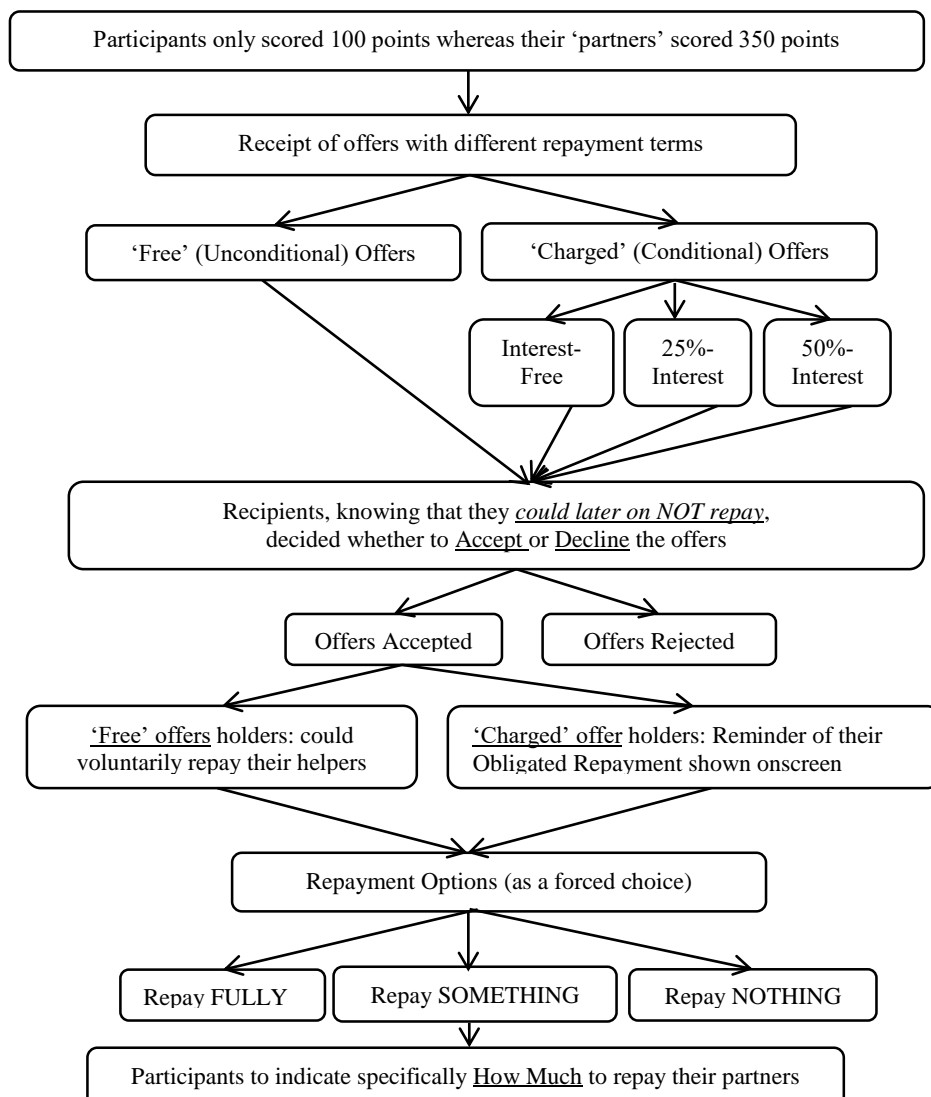 Participants only scored 100 points whereas their ‘partners’ scored 350 points
Receipt of offers with different repayment terms
‘Free’ (Unconditional) Offers
‘Charged’ (Conditional) Offers
Interest-
Free
25%-
Interest
50%-
Interest
Recipients, knowing that they could later on NOT repay,
decided whether to Accept or Decline the offers
Offers Accepted
Offers Rejected
‘Free’ offers holders: could
voluntarily repay their helpers
‘Charged’ offer holders: Reminder of their
Obligated Repayment shown onscreen
Repayment Options (as a forced choice)
Repay FULLY
Repay SOMETHING
Repay NOTHING
Participants to indicate specifically How Much to repay their partners